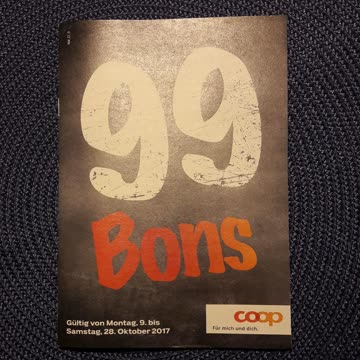 99
Bons
Gültig von Montag, 9. bis
Samstag, 28. Oktober 2017
coop
Für mich und dich.